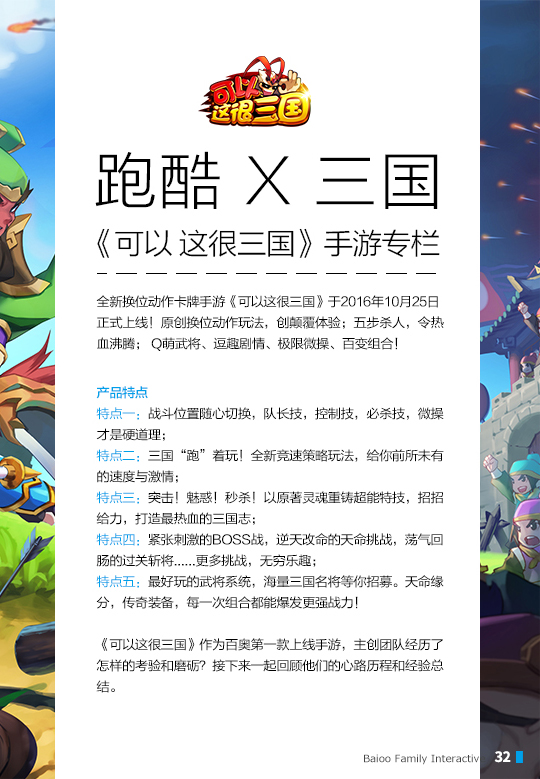 可以
这很三国
跑酷 X 三国
《可以 这很三国》手游专栏
全新换位动作卡牌手游《可以这很三国》于2016年10月25日
正式上线！原创换位动作玩法，创颠覆体验；五步杀人，令热
血沸腾； Q萌武将、逗趣剧情、极限微操、百变组合！
产品特点
特点一：战斗位置随心切换，队长技，控制技，必杀技，微操
才是硬道理；
特点二：三国“跑”着玩！全新竞速策略玩法，给你前所未有
的速度与激情；
特点三：突击！魅惑！秒杀！以原著灵魂重铸超能特技，招招
给力，打造最热血的三国志；
特点四：紧张刺激的BOSS战，逆天改命的天命挑战，荡气回
肠的过关斩将......更多挑战，无穷乐趣；
特点五：最好玩的武将系统，海量三国名将等你招募。天命缘
分，传奇装备，每一次组合都能爆发更强战力！
《可以这很三国》作为百奥第一款上线手游，主创团队经历了
怎样的考验和磨砺？接下来一起回顾他们的心路历程和经验总
结。
Baioo Family Interactiv 32